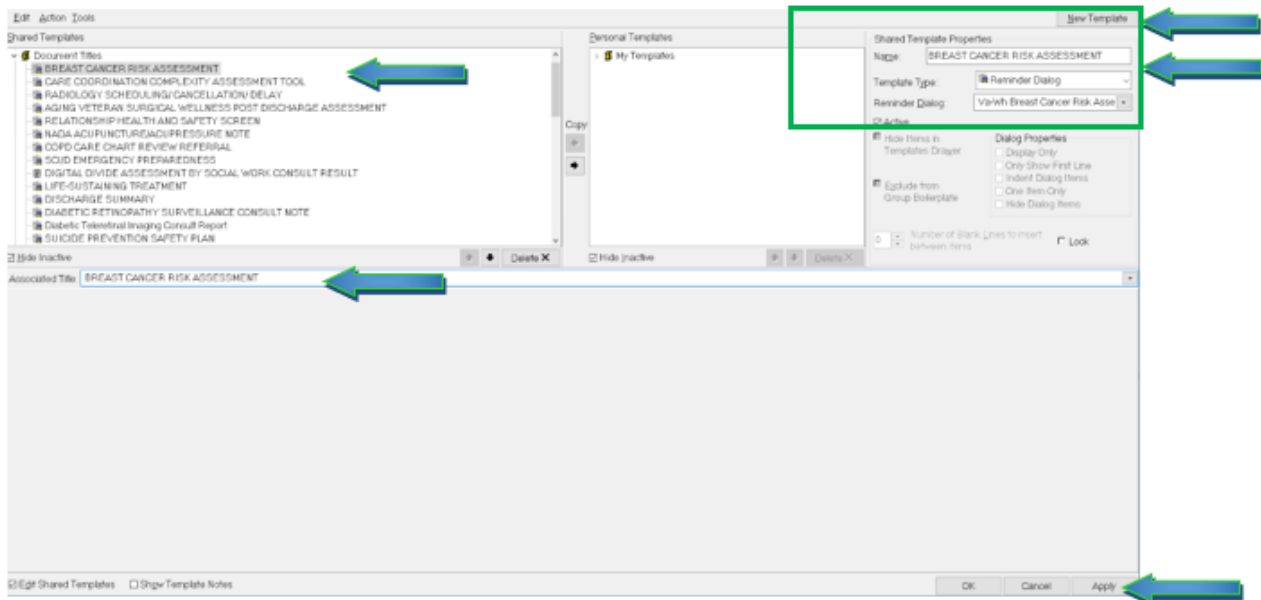 Edit Action Tools
New Template
Shared Templates
Personal Templates
Shared Template Properties
Document Titles
My Templates
Name: BREAST CANCER RISK ASSESSMENT
BREAST CANCER RISK ASSESSMENT
CARE COORDINATION COMPLEXITY ASSESSMENT TOOL
Template Type: Reminder Dialog
RADIOLOGY SCHEDULING/CANCELLATION/DELAY
AGING VETERAN SURGICAL WELLNESS POST DISCHARGE ASSESSMENT
Reminder Dialog: Va-Wh Breast Cancer Risk Asse
RELATIONSHIP HEALTH AND SAFETY SCREEN
Copy
Active
NADA ACUPUNCTURE/ACUPRESSURE NOTE
Hide Items in
Templates Drawer
Dialog Properties
COPD CARE CHART REVIEW REFERRAL
Display Only
SCI/D EMERGENCY PREPAREDNESS
Only Show First Line
DIGITAL DIVIDE ASSESSMENT BY SOCIAL WORK CONSULT RESULT
Indent Dialog Items
LIFE-SUSTAINING TREATMENT
Exclude from
Group Boilerplate
One Item Only
DISCHARGE SUMMARY
Hide Dialog Items
DIABETIC RETINOPATHY SURVEILLANCE CONSULT NOTE
Diabetic Teleretinal Imaging Consult Report
SUICIDE PREVENTION SAFETY PLAN
0 Number of Blank Lines to insert
between items
Lock
Hide Inactive
Delete X
Hide Inactive
Delete X
Associated Title: BREAST CANCER RISK ASSESSMENT
Edit Shared Templates Show Template Notes
OK Cancel Apply